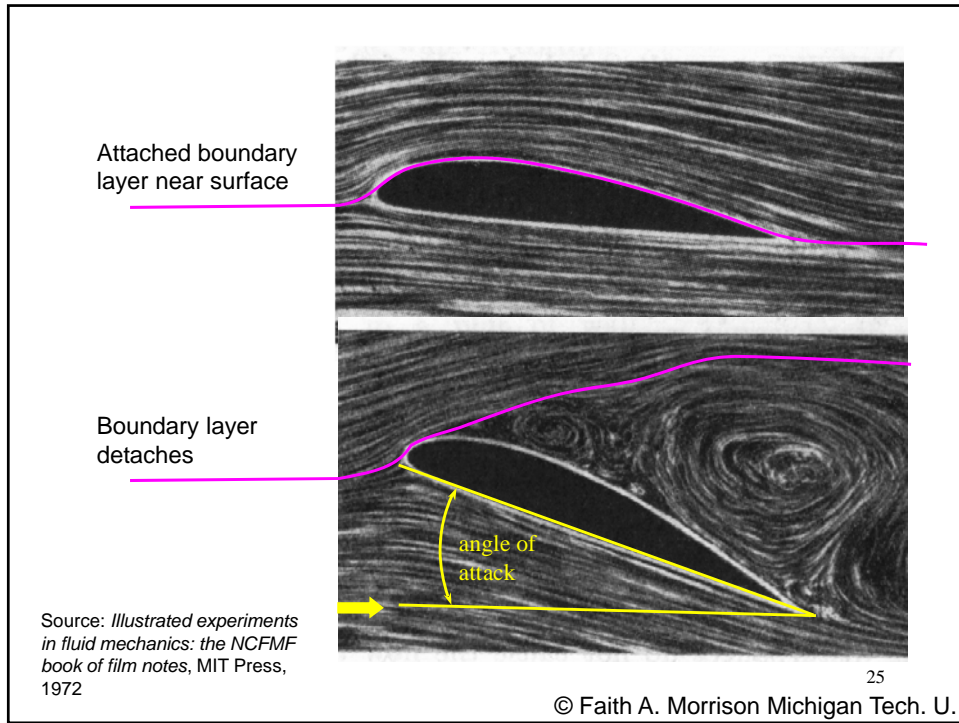 Attached boundary
layer near surface
Boundary layer
detaches
angle of
attack
Source: Illustrated experiments
in fluid mechanics: the NCFMF
book of film notes, MIT Press,
1972
25
© Faith A. Morrison Michigan Tech. U.